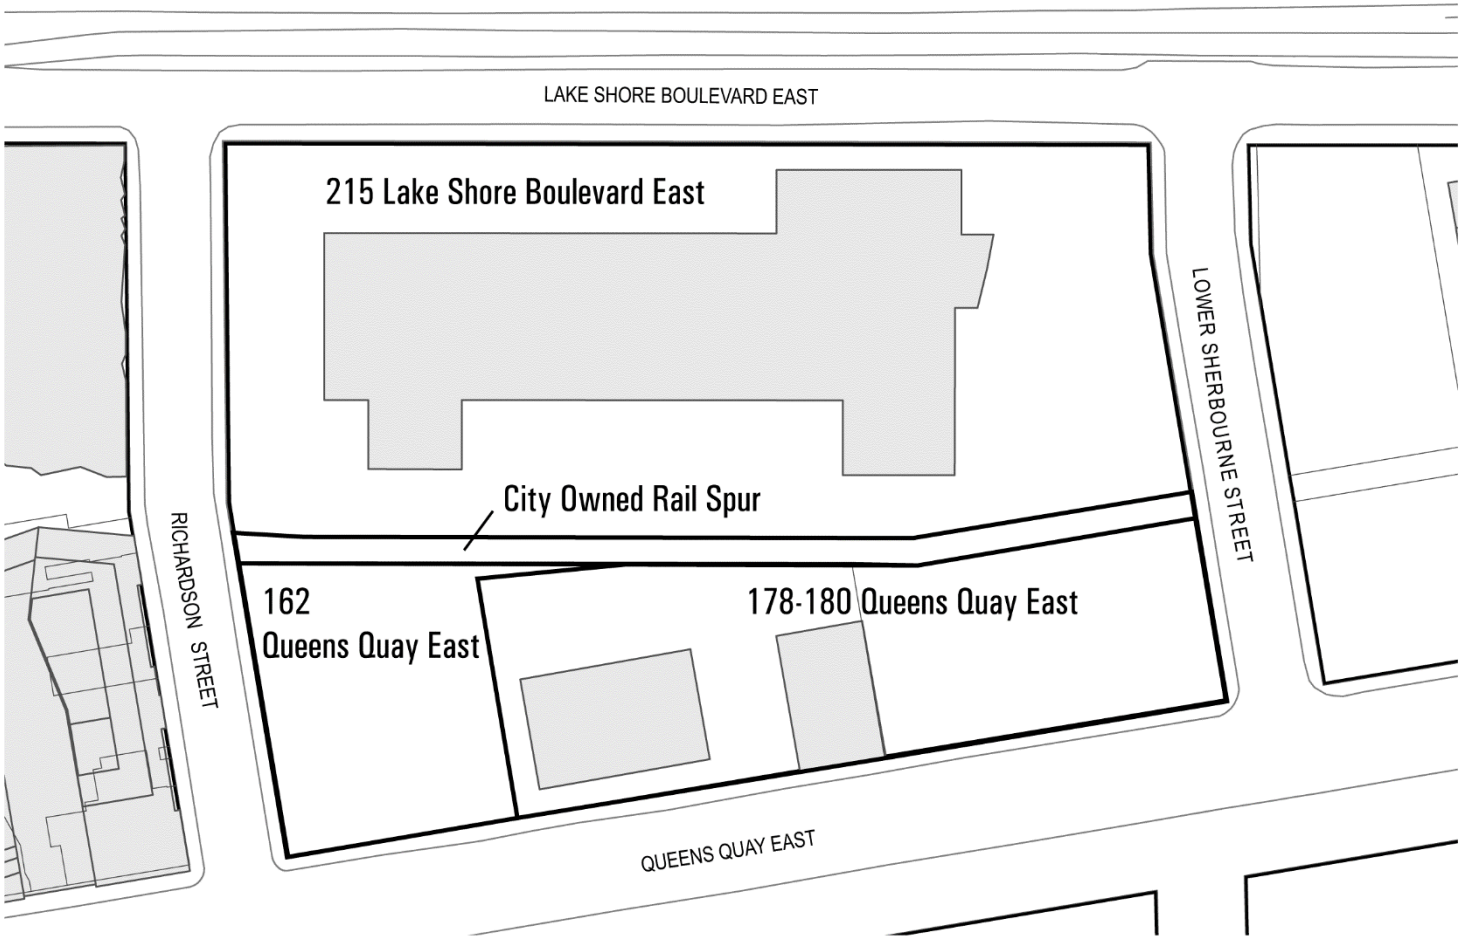 LAKE SHORE BOULEVARD EAST
215 Lake Shore Boulevard East
LOWER SHERBOURNE STREET
City Owned Rail Spur
RICHARDSON STREET
162
Queens Quay East
178-180 Queens Quay East
QUEENS QUAY EAST